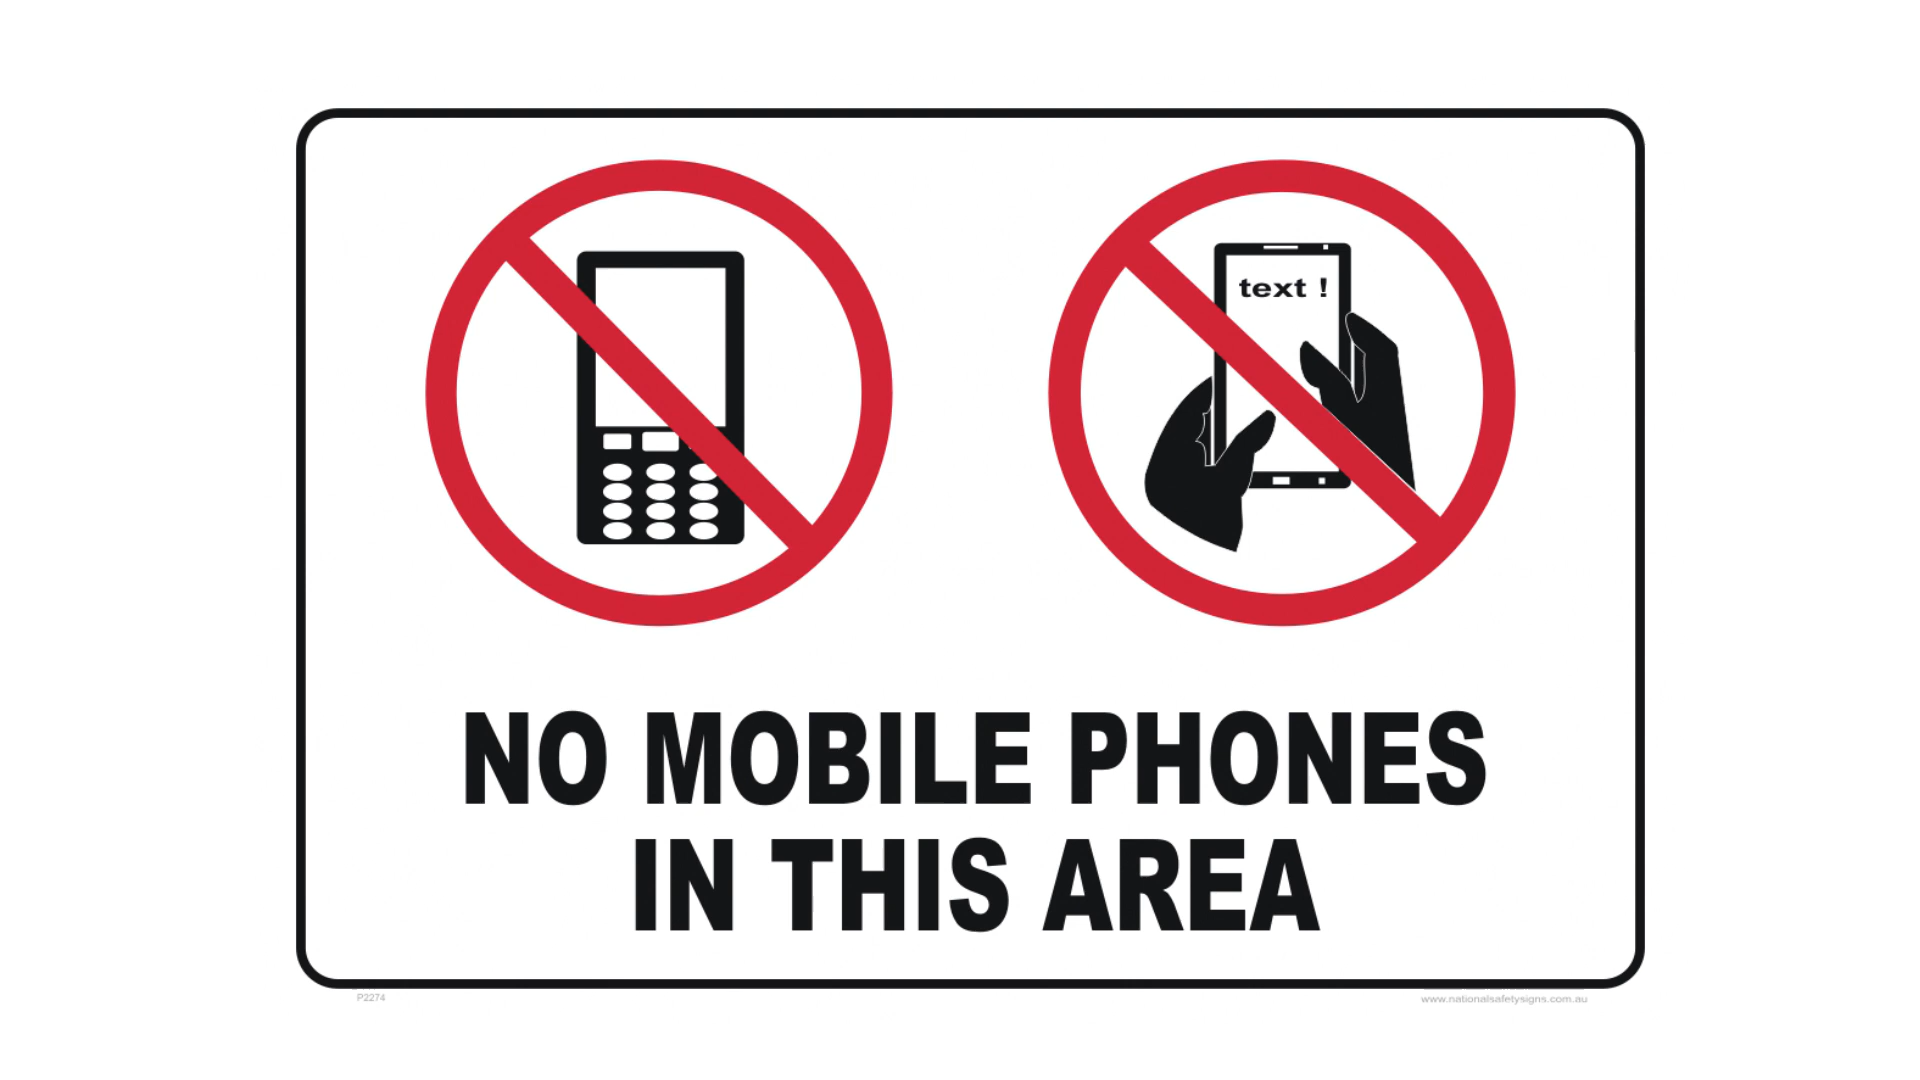 text !
NO MOBILE PHONES
IN THIS AREA
P2274
www.nationalsafetysigns.com.au